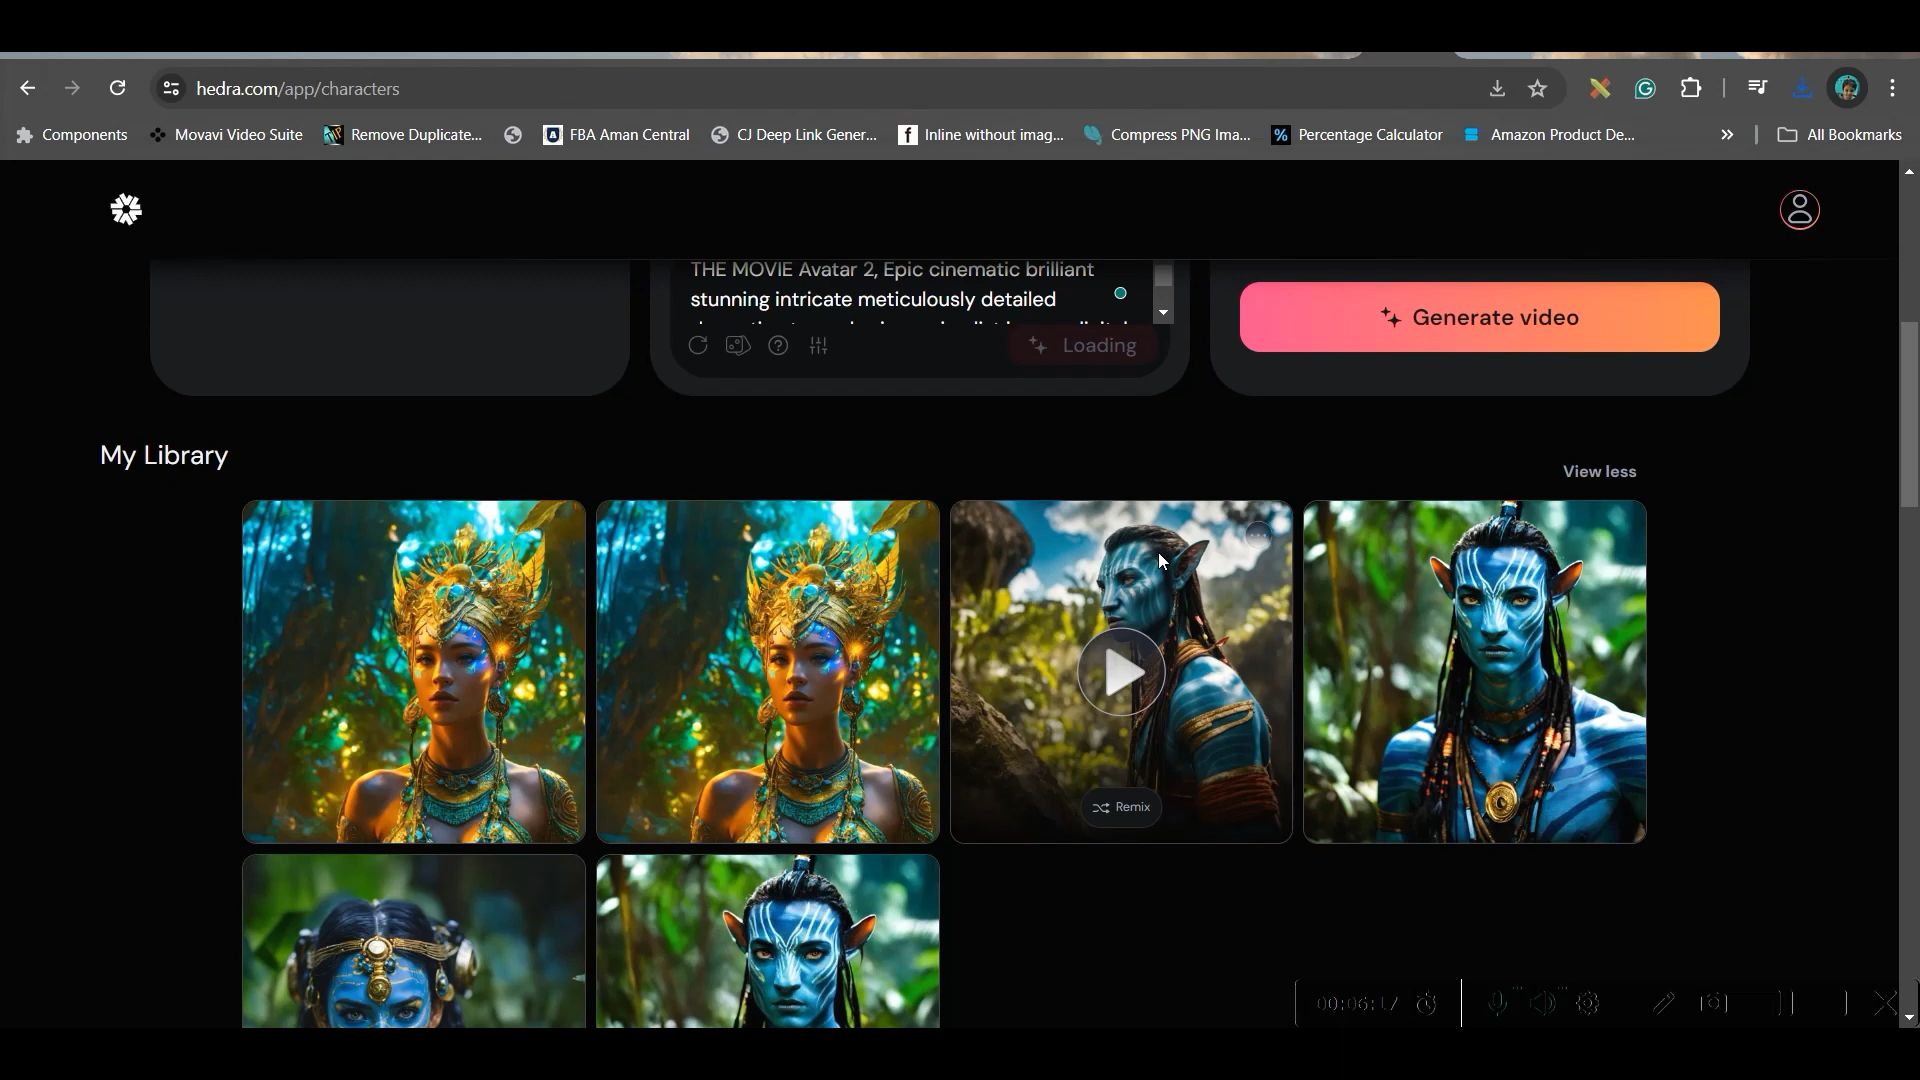 hedra.com/app/characters
Components
Movavi Video Suite
Remove Duplicate...
FBA Aman Central
CJ Deep Link Gener...
Inline without imag...
Compress PNG Ima...
Percentage Calculator
Amazon Product De...
All Bookmarks
THE MOVIE Avatar 2, Epic cinematic brilliant
stunning intricate meticulously detailed
Loading
Generate video
My Library
View less
Remix
00:06:17